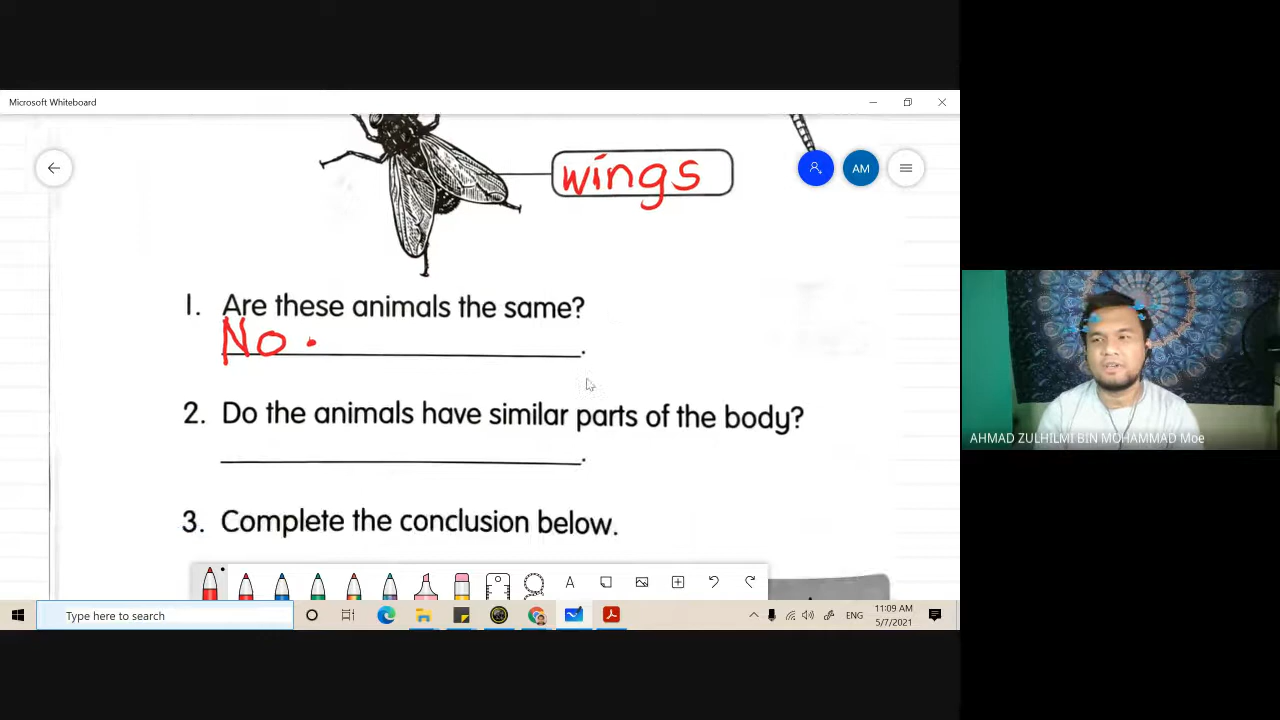 Microsoft Whiteboard
wings
AM
1. Are these animals the same?
No.
2. Do the animals have similar parts of the body?
3. Complete the conclusion below.
AHMAD ZULHILMI BIN MOHAMMAD Moe
A
Type here to search
ENG
11:09 AM
5/7/2021